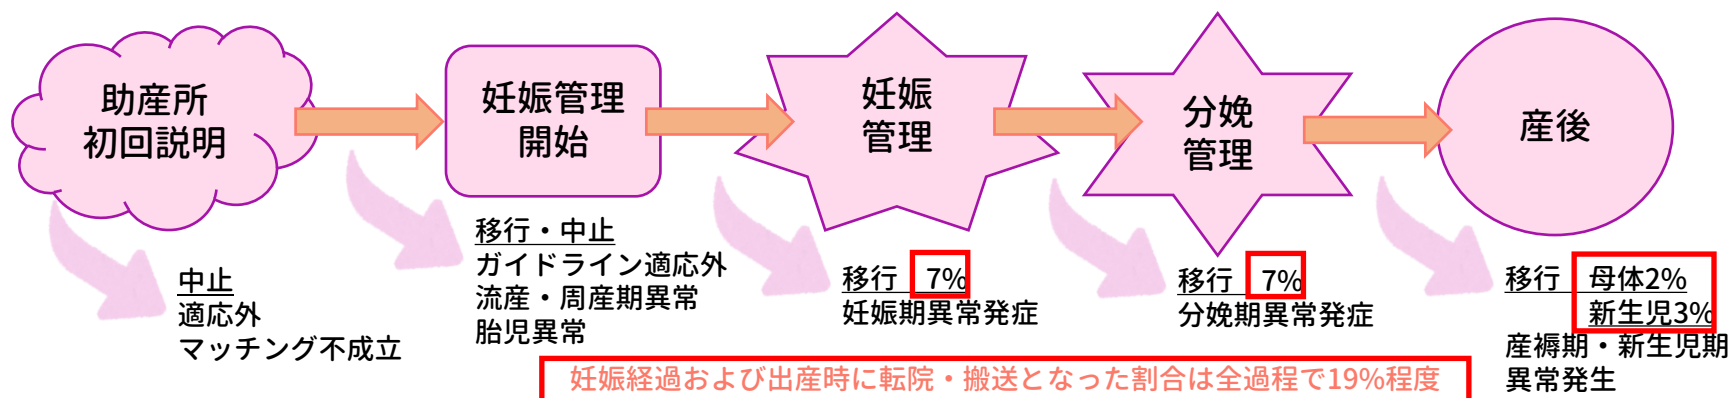 助産所
初回説明
妊娠管理
開始
妊娠
管理
分娩
管理
産後
中止
適応外
マッチング不成立
移行・中止
ガイドライン適応外
流産・周産期異常
胎児異常
移行 7%
妊娠期異常発症
移行 7%
分娩期異常発症
移行 母体2%
新生児3%
産褥期・新生児期
異常発生
妊娠経過および出産時に転院・搬送となった割合は全過程で19%程度